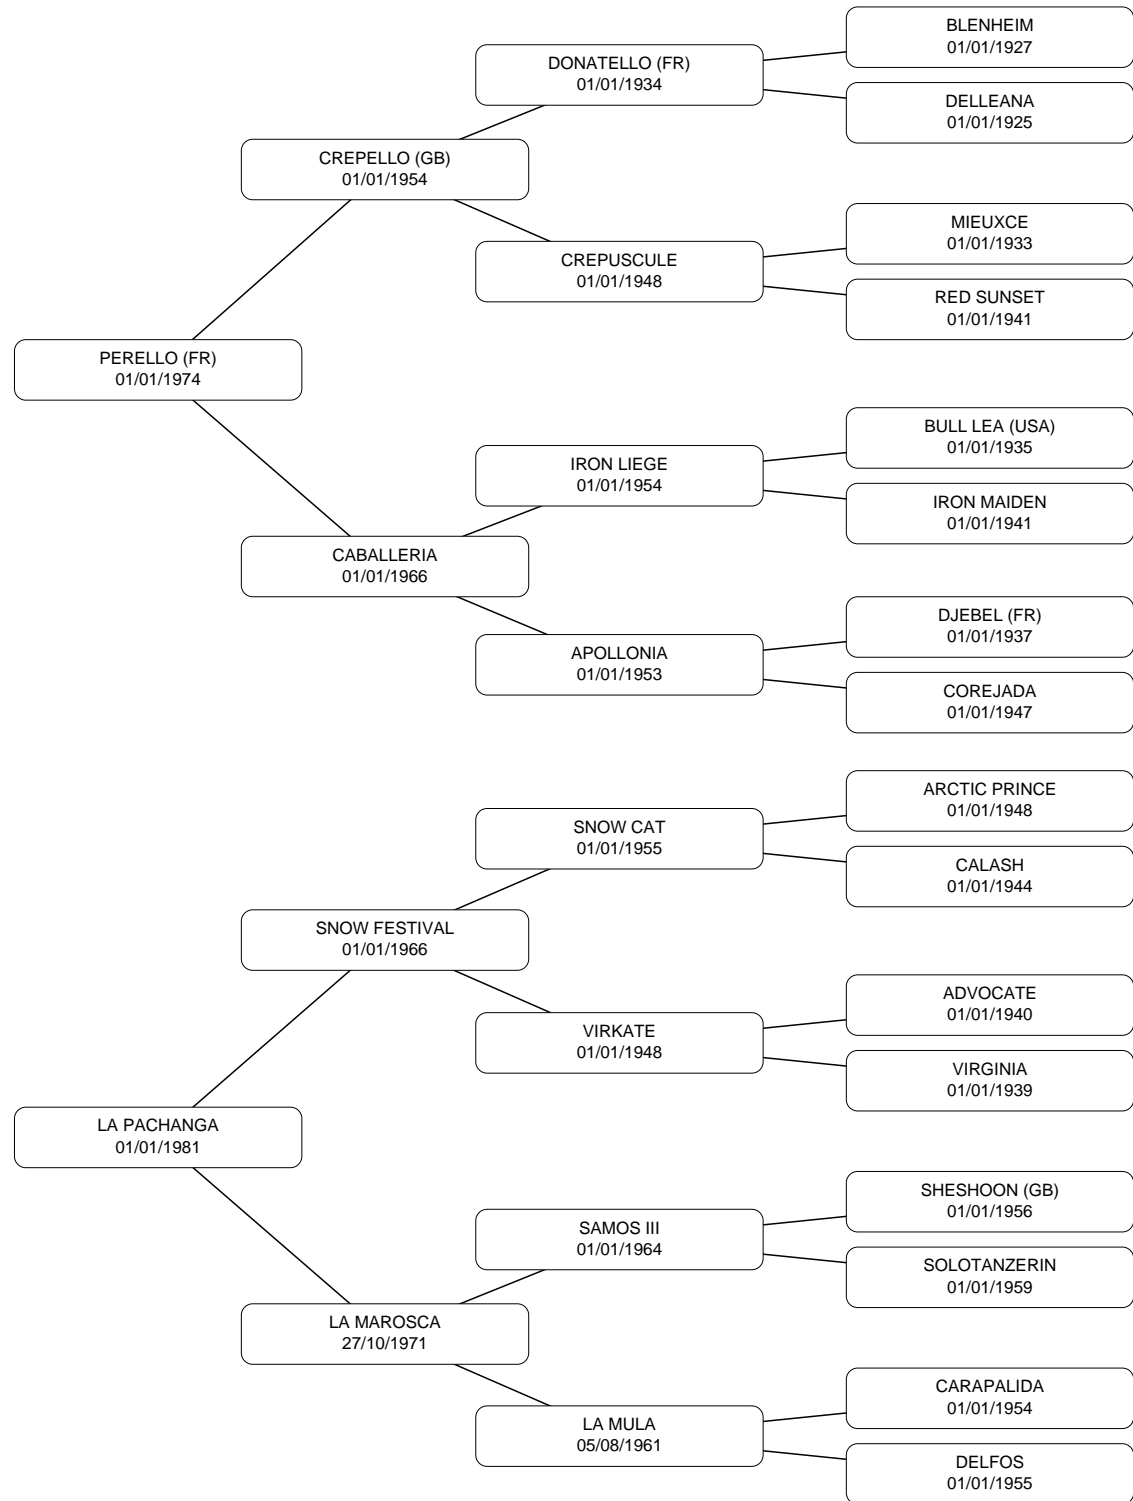 BLENHEIM
01/01/1927
DONATELLO (FR)
01/01/1934
DELLEANA
01/01/1925
CREPELLO (GB)
01/01/1954
MIEUXCE
01/01/1933
CREPUSCULE
01/01/1948
RED SUNSET
01/01/1941
PERELLO (FR)
01/01/1974
BULL LEA (USA)
01/01/1935
IRON LIEGE
01/01/1954
IRON MAIDEN
01/01/1941
CABALLERIA
01/01/1966
DJEBEL (FR)
01/01/1937
APOLLONIA
01/01/1953
COREJADA
01/01/1947
ARCTIC PRINCE
01/01/1948
SNOW CAT
01/01/1955
CALASH
01/01/1944
SNOW FESTIVAL
01/01/1966
ADVOCATE
01/01/1940
VIRKATE
01/01/1948
VIRGINIA
01/01/1939
LA PACHANGA
01/01/1981
SHESHOON (GB)
01/01/1956
SAMOS III
01/01/1964
SOLOTANZERIN
01/01/1959
LA MAROSCA
27/10/1971
CARAPALIDA
01/01/1954
LA MULA
05/08/1961
DELFOS
01/01/1955